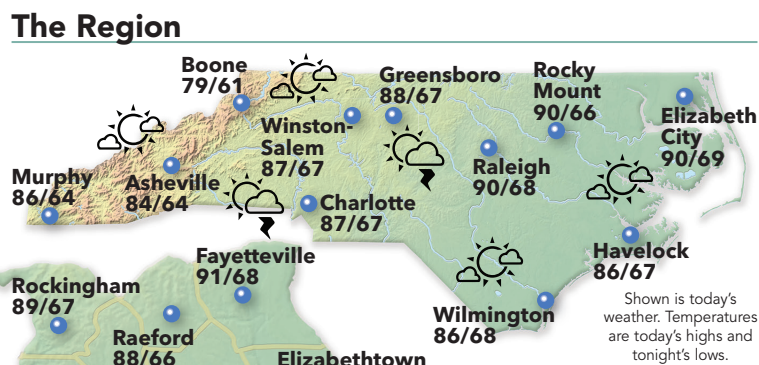 The Region
Boone
79/61
Greensboro
88/67
Rocky
Mount
90/66
Elizabeth
City
90/69
Winston-
Salem
87/67
Raleigh
90/68
Murphy
86/64
Asheville
84/64
Charlotte
87/67
Havelock
86/67
Fayetteville
91/68
Rockingham
89/67
Wilmington
86/68
Raeford
88/66
Elizabethtown
Shown is today’s
weather. Temperatures
are today’s highs and
tonight’s lows.